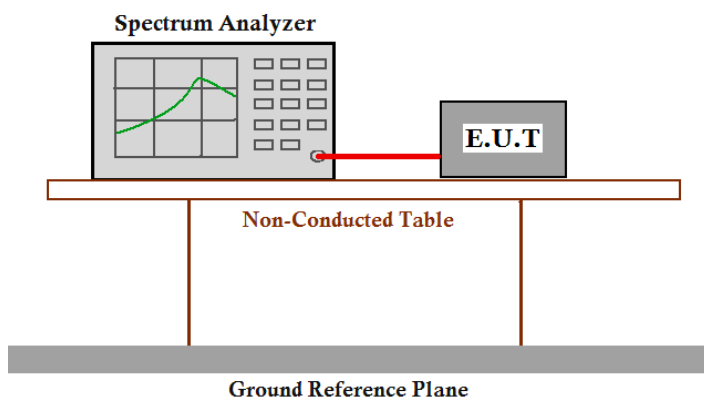 Spectrum Analyzer
E.U.T
Non-Conducted Table
Ground Reference Plane